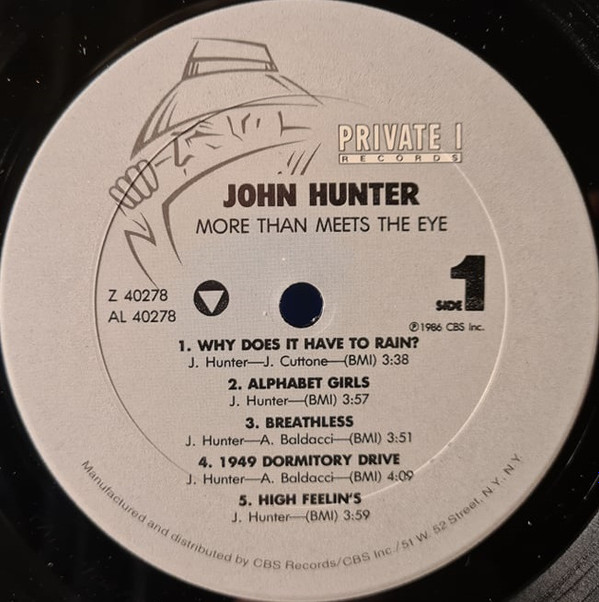 PRIVATE I
RECORDS
JOHN HUNTER
MORE THAN MEETS THE EYE
Z 40278
AL 40278
SIDE 1
℗1986 CBS Inc.
1. WHY DOES IT HAVE TO RAIN?
J. Hunter—J. Cuttone—(BMI) 3:38
2. ALPHABET GIRLS
J. Hunter—(BMI) 3:57
3. BREATHLESS
J. Hunter—A. Baldacci—(BMI) 3:51
4. 1949 DORMITORY DRIVE
J. Hunter—A. Baldacci—(BMI) 4:09
5. HIGH FEELIN'S
J. Hunter—(BMI) 3:59
Manufactured and distributed by CBS Records/CBS Inc./51 W. 52 Street, N.Y. N.Y.